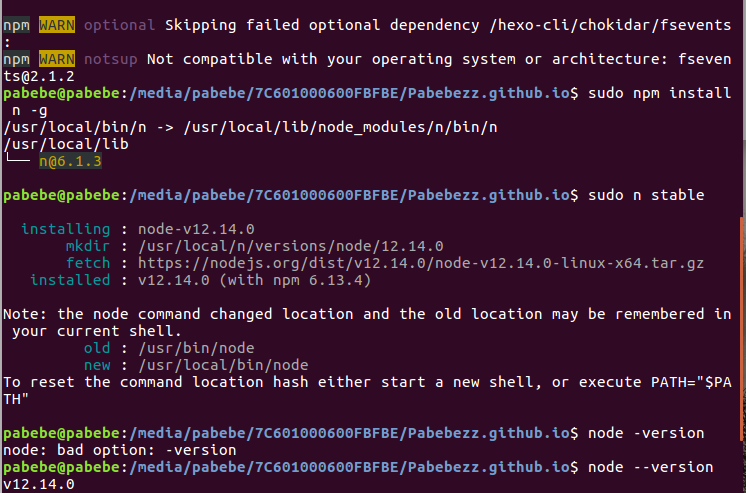 npm WARN optional Skipping failed optional dependency /hexo-cli/chokidar/fsevents
:
npm WARN notsup Not compatible with your operating system or architecture: fseve
nts@2.1.2
pabebe@pabebe:/media/pabebe/7C601000600FBFBE/Pabebezz.github.io$ sudo npm install
 n -g
/usr/local/bin/n -> /usr/local/lib/node_modules/n/bin/n
/usr/local/lib
└── n@6.1.3
pabebe@pabebe:/media/pabebe/7C601000600FBFBE/Pabebezz.github.io$ sudo n stable
installing : node-v12.14.0
mkdir : /usr/local/n/versions/node/12.14.0
fetch : https://nodejs.org/dist/v12.14.0/node-v12.14.0-linux-x64.tar.gz
installed : v12.14.0 (with npm 6.13.4)
Note: the node command changed location and the old location may be remembered in
 your current shell.
old : /usr/bin/node
new : /usr/local/bin/node
To reset the command location hash either start a new shell, or execute PATH="$PA
TH"
pabebe@pabebe:/media/pabebe/7C601000600FBFBE/Pabebezz.github.io$ node -version
node: bad option: -version
pabebe@pabebe:/media/pabebe/7C601000600FBFBE/Pabebezz.github.io$ node --version
v12.14.0